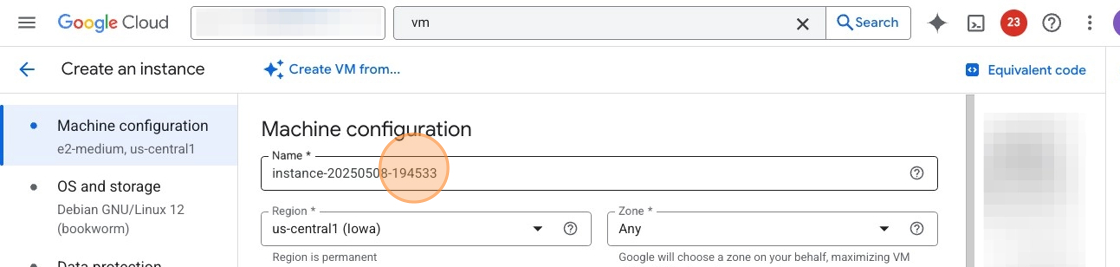 Google Cloud
vm
Search
23
Create an instance
Create VM from...
Equivalent code
Machine configuration
e2-medium, us-central1
OS and storage
Debian GNU/Linux 12
(bookworm)
Data protection
Machine configuration
Name *
instance-20250508-194533
Region *
us-central1 (Iowa)
Region is permanent
Zone *
Any
Google will choose a zone on your behalf, maximizing VM